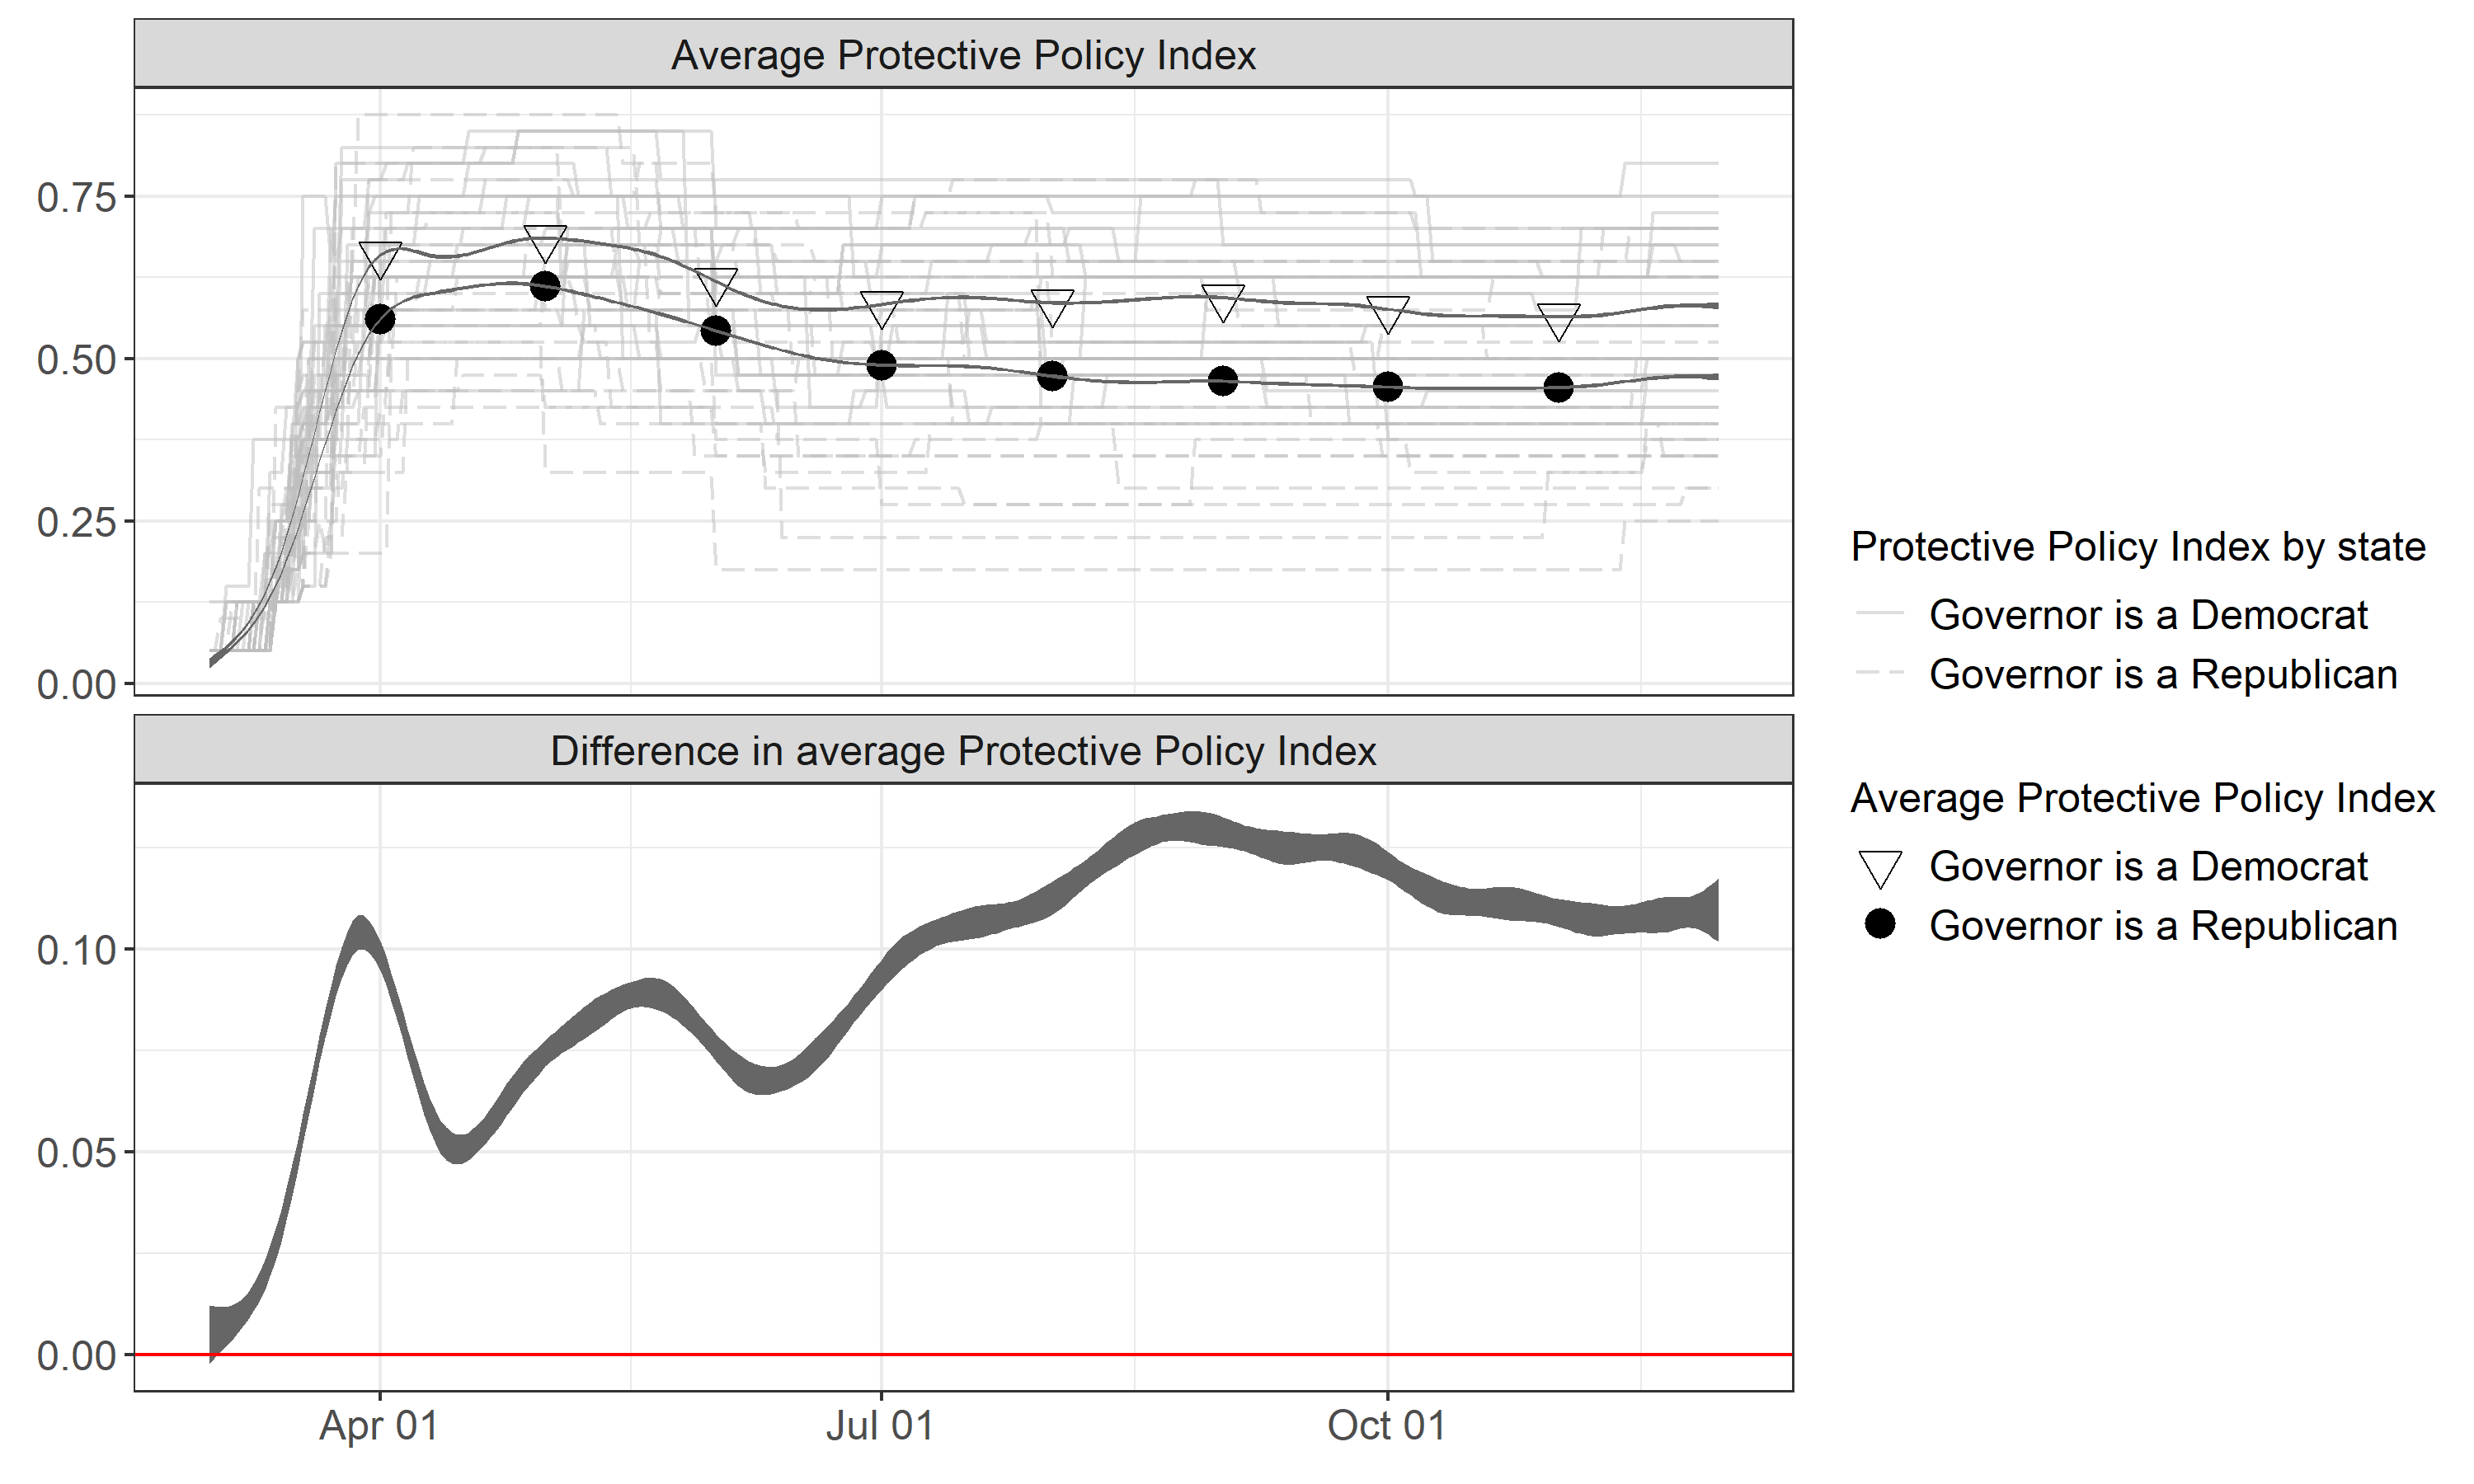 Average Protective Policy Index
0.75
0.50
0.25
0.00
Difference in average Protective Policy Index
0.10
0.05
0.00
Apr 01
Jul 01
Oct 01
Protective Policy Index by state
Governor is a Democrat
Governor is a Republican
Average Protective Policy Index
Governor is a Democrat
Governor is a Republican